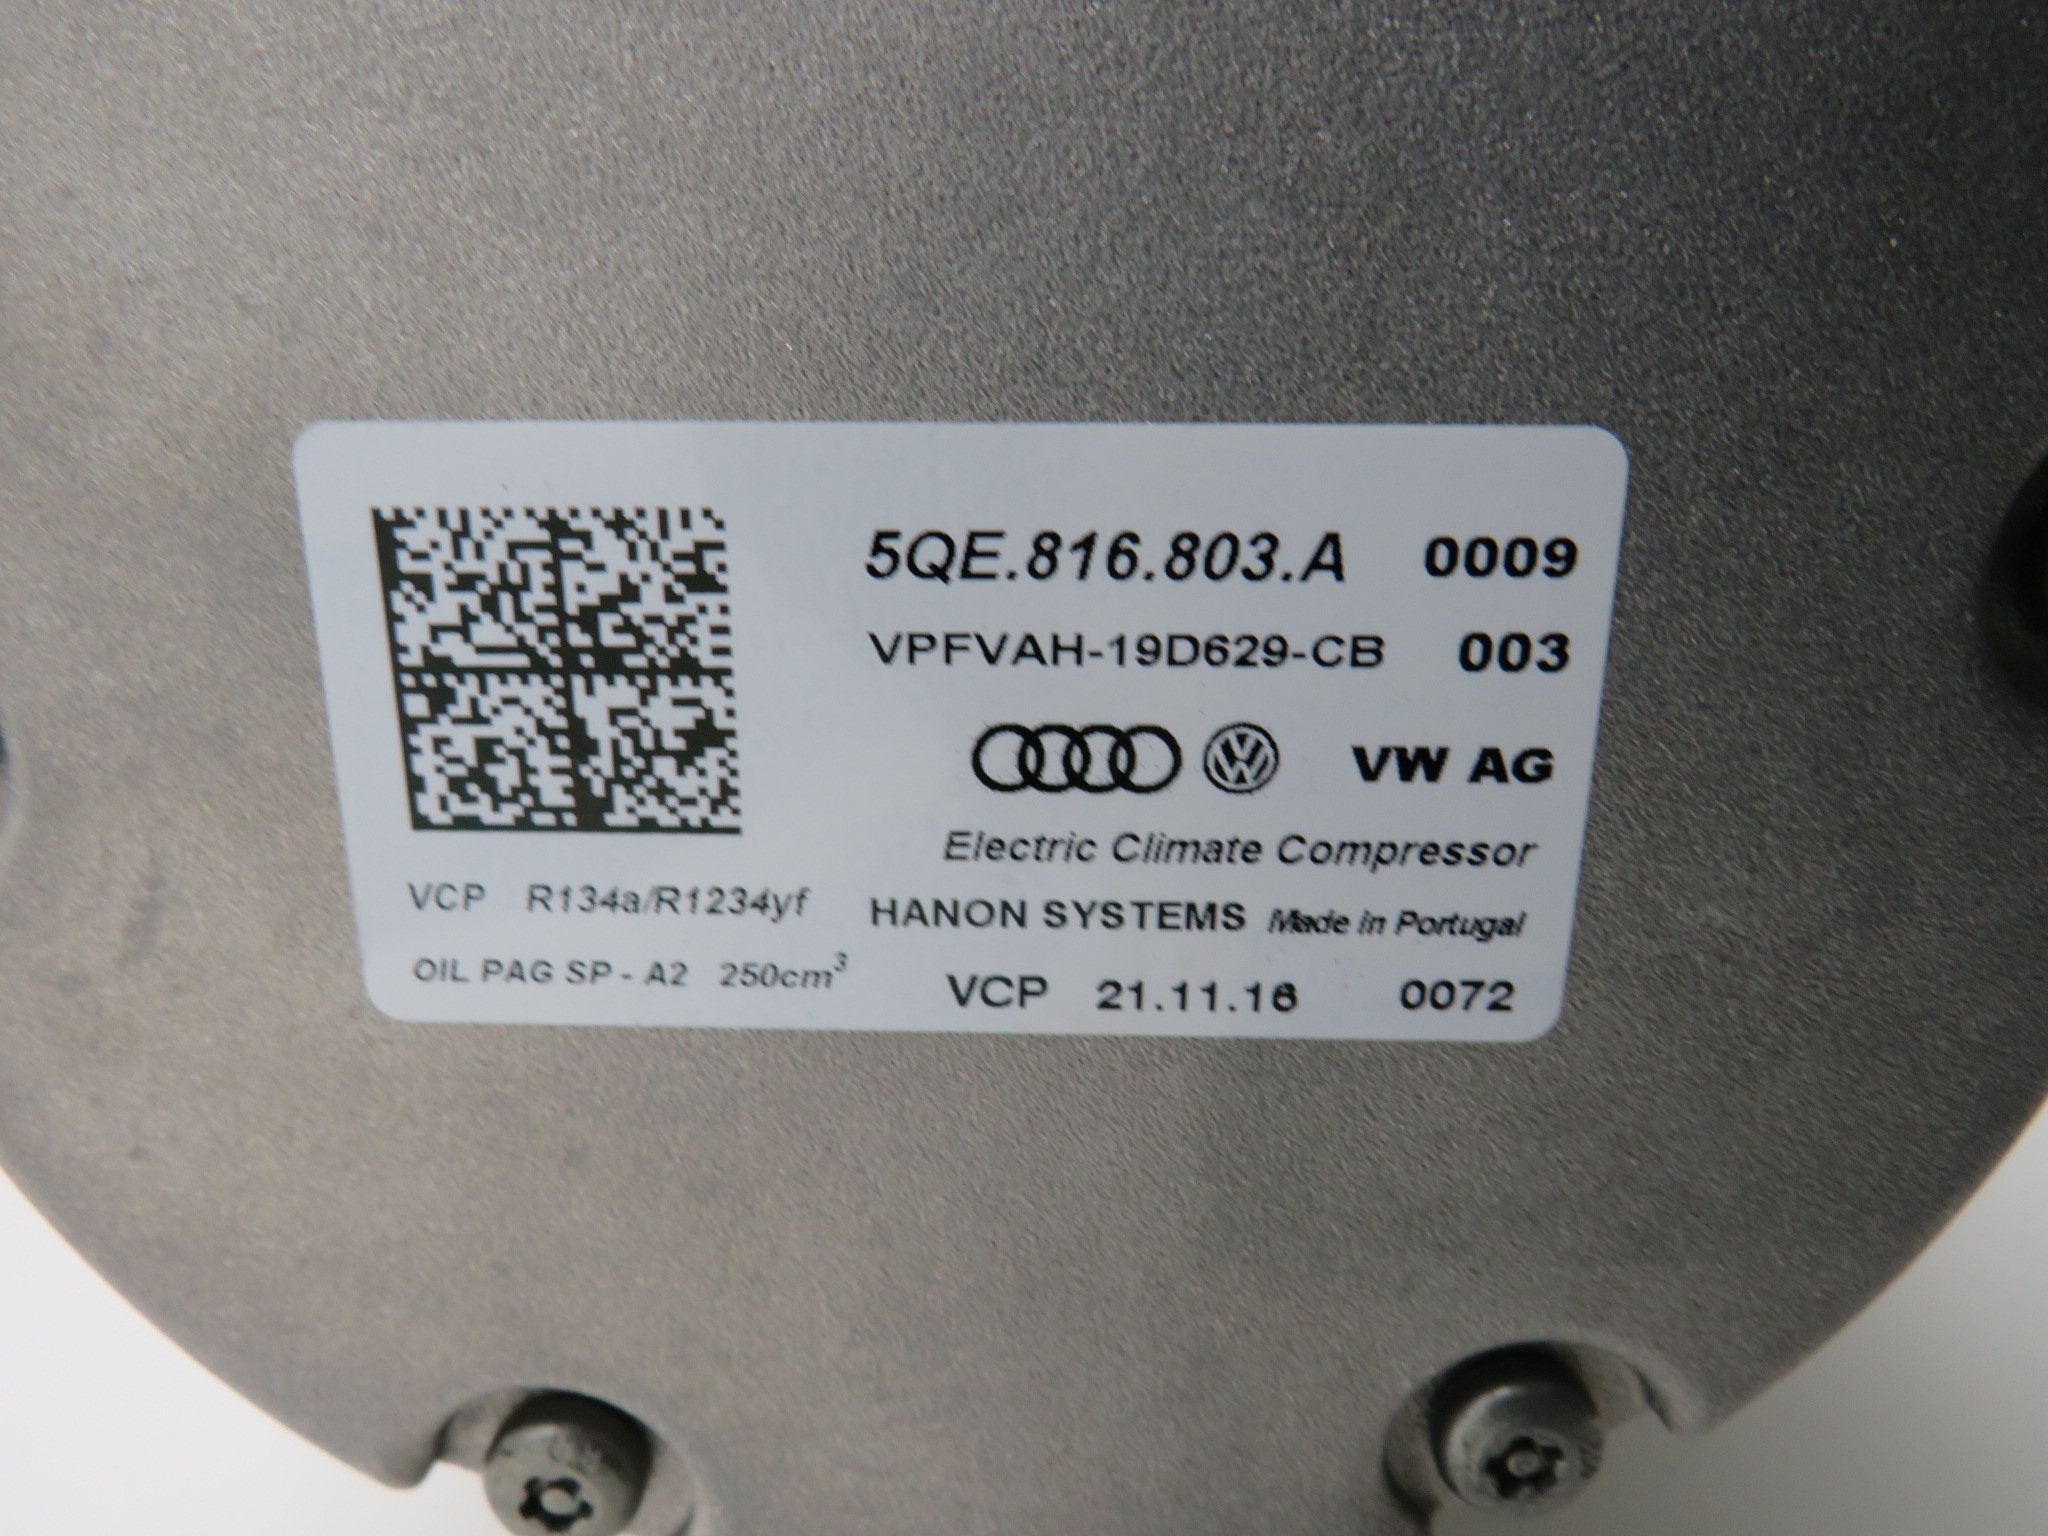 5QE.816.803.A 0009
VPFVAH-19D629-CB 003
VW AG
Electric Climate Compressor
VCP R134a/R1234yf
HANON SYSTEMS Made in Portugal
OIL PAG SP - A2 250cm³
VCP 21.11.16 0072